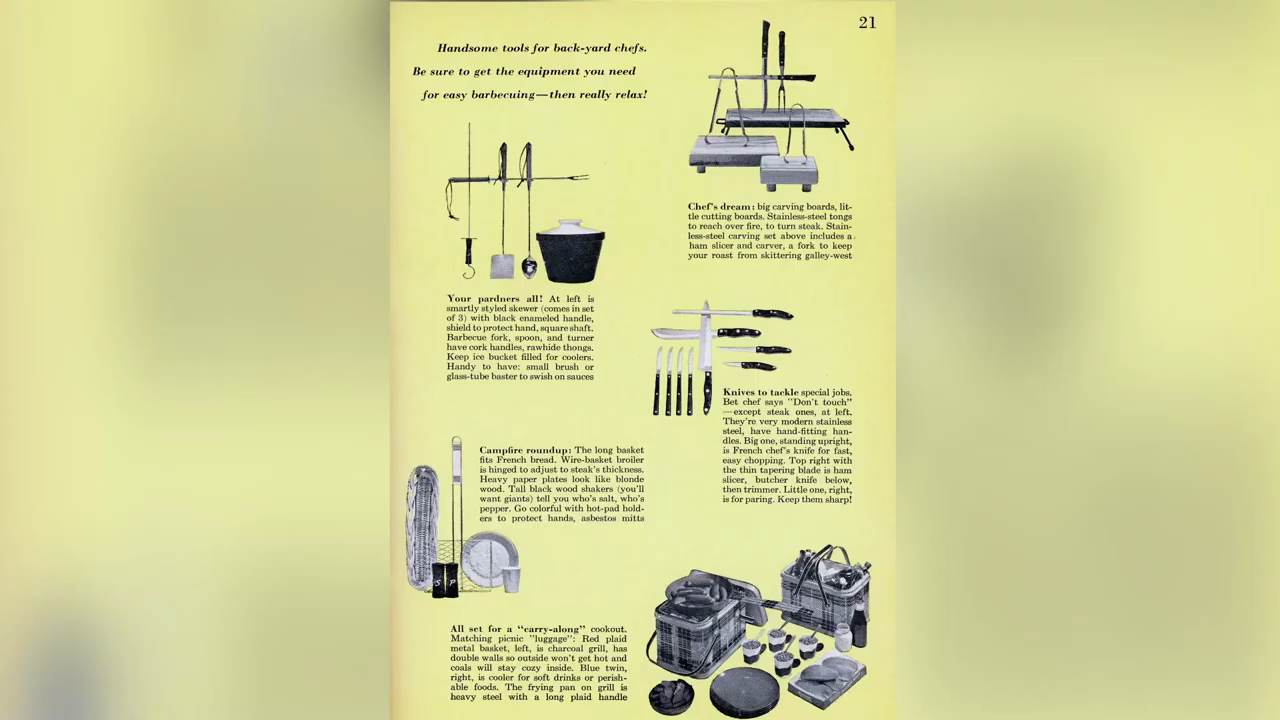 21
Handsome tools for back-yard chefs.
Be sure to get the equipment you need
for easy barbecuing—then really relax!
Chef's dream: big carving boards, lit-
tle cutting boards. Stainless-steel tongs
to reach over fire, to turn steak. Stain-
less-steel carving set above includes a
ham slicer and carver, a fork to keep
your roast from skittering galley-west
Your pardners all! At left is
smartly styled skewer (comes in set
of 3) with black enameled handle,
shield to protect hand, square shaft.
Barbecue fork, spoon, and turner
have cork handles, rawhide thongs.
Keep ice bucket filled for coolers.
Handy to have: small brush or
glass-tube baster to swish on sauces
Knives to tackle special jobs.
Bet chef says "Don't touch"
—except steak ones, at left.
They're very modern stainless
steel, have hand-fitting han-
dles. Big one, standing upright,
is French chef's knife for fast,
easy chopping. Top right with
the thin tapering blade is ham
slicer, butcher knife below,
then trimmer. Little one, right,
is for paring. Keep them sharp!
Campfire roundup: The long basket
fits French bread. Wire-basket broiler
is hinged to adjust to steak's thickness.
Heavy paper plates look like blonde
wood. Tall black wood shakers (you'll
want giants) tell you who's salt, who's
pepper. Go colorful with hot-pad hold-
ers to protect hands, asbestos mitts
S P
All set for a "carry-along" cookout.
Matching picnic "luggage": Red plaid
metal basket, left, is charcoal grill, has
double walls so outside won't get hot and
coals will stay cozy inside. Blue twin,
right, is cooler for soft drinks or perish-
able foods. The frying pan on grill is
heavy steel with a long plaid handle